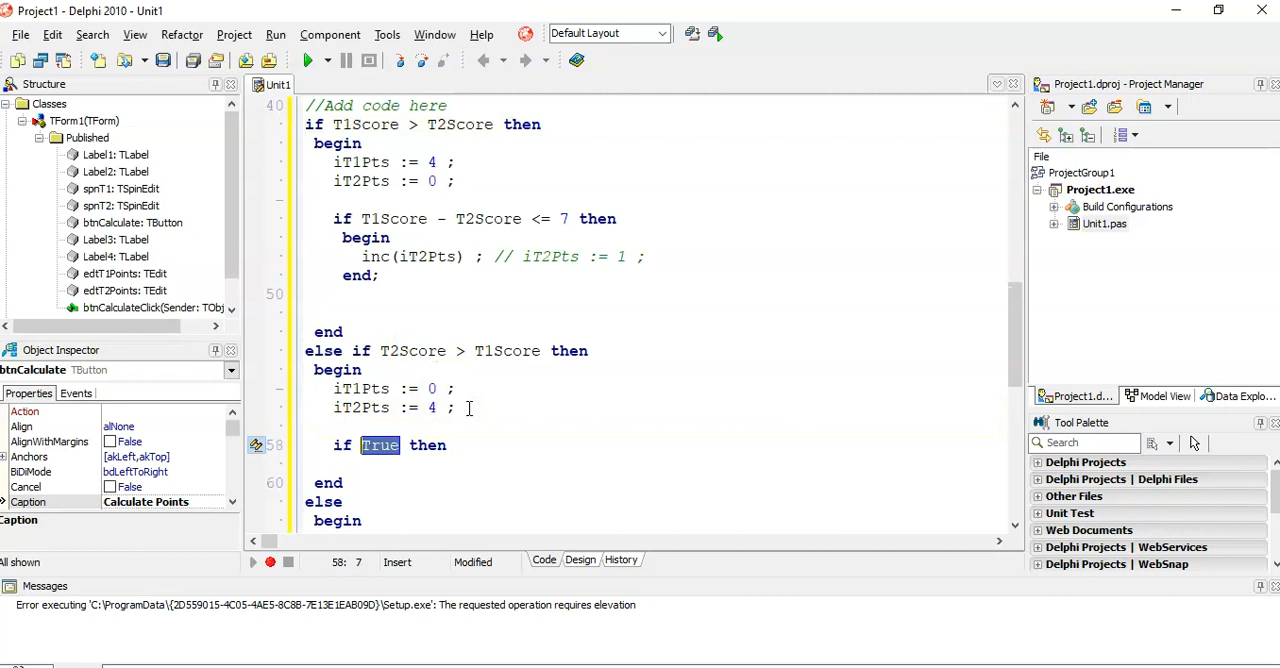 Project1 - Delphi 2010 - Unit1
File Edit Search View Refactor Project Run Component Tools Window Help Default Layout
Structure
Classes
TForm1(TForm)
Published
Label1: TLabel
Label2: TLabel
spnT1: TSpinEdit
spnT2: TSpinEdit
btnCalculate: TButton
Label3: TLabel
Label4: TLabel
edtT1Points: TEdit
edtT2Points: TEdit
btnCalculateClick(Sender: TObj
Object Inspector
btnCalculate TButton
Properties Events
Action
Align alNone
AlignWithMargins False
Anchors [akLeft,akTop]
BiDiMode bdLeftToRight
Cancel False
Caption Calculate Points
Caption
All shown
Unit1
40 //Add code here
if T1Score > T2Score then
begin
iT1Pts := 4 ;
iT2Pts := 0 ;
if T1Score - T2Score <= 7 then
begin
inc(iT2Pts) ; // iT2Pts := 1 ;
end;
50
end
else if T2Score > T1Score then
begin
iT1Pts := 0 ;
iT2Pts := 4 ;
58 if True then
60 end
else
begin
58: 7 Insert Modified Code Design History
Project1.dproj - Project Manager
File
ProjectGroup1
Project1.exe
Build Configurations
Unit1.pas
Project1.d... Model View Data Explo...
Tool Palette
Search
Delphi Projects
Delphi Projects | Delphi Files
Other Files
Unit Test
Web Documents
Delphi Projects | WebServices
Delphi Projects | WebSnap
Messages
Error executing 'C:\ProgramData\{2D559015-4C05-4AE5-8C8B-7E13E1EAB09D}\Setup.exe': The requested operation requires elevation